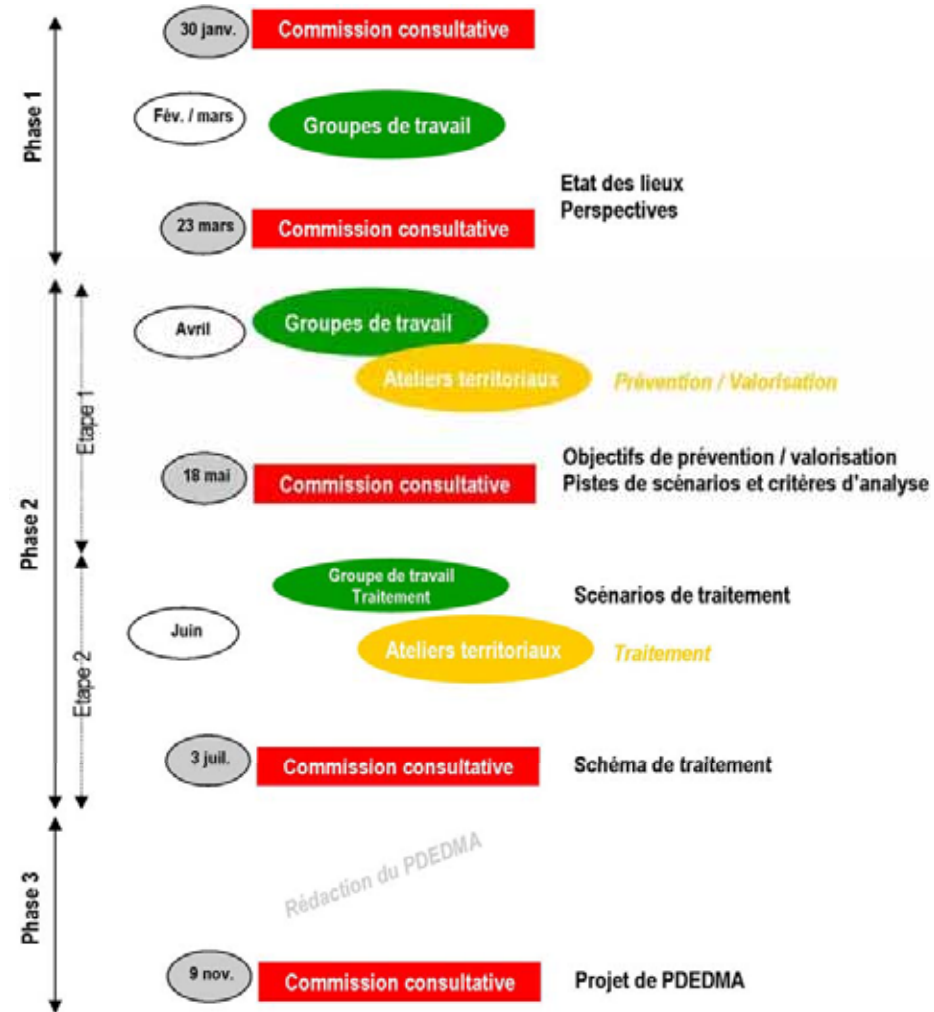 Phase 1
30 janv.
Commission consultative
Fév. / mars
Groupes de travail
Etat des lieux
Perspectives
23 mars
Commission consultative
Phase 2
Etape 1
Avril
Groupes de travail
Ateliers territoriaux
Prévention / Valorisation
18 mai
Commission consultative
Objectifs de prévention / valorisation
Pistes de scénarios et critères d'analyse
Etape 2
Groupe de travail
Traitement
Scénarios de traitement
Juin
Ateliers territoriaux
Traitement
3 juil.
Commission consultative
Schéma de traitement
Phase 3
Rédaction du PDEDMA
9 nov.
Commission consultative
Projet de PDEDMA